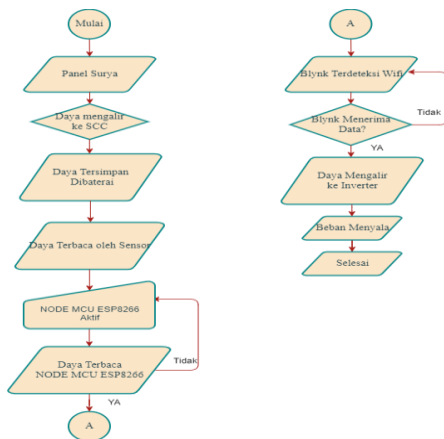 Mulai
Panel Surya
Daya mengalir
ke SCC
Daya Tersimpan
Dibaterai
Daya Terbaca oleh Sensor
NODE MCU ESP8266
Aktif
Daya Terbaca
NODE MCU ESP8266
Tidak
YA
A
A
Blynk Terdeteksi Wifi
Blynk Menerima
Data?
Tidak
YA
Daya Mengalir
ke Inverter
Beban Menyala
Selesai